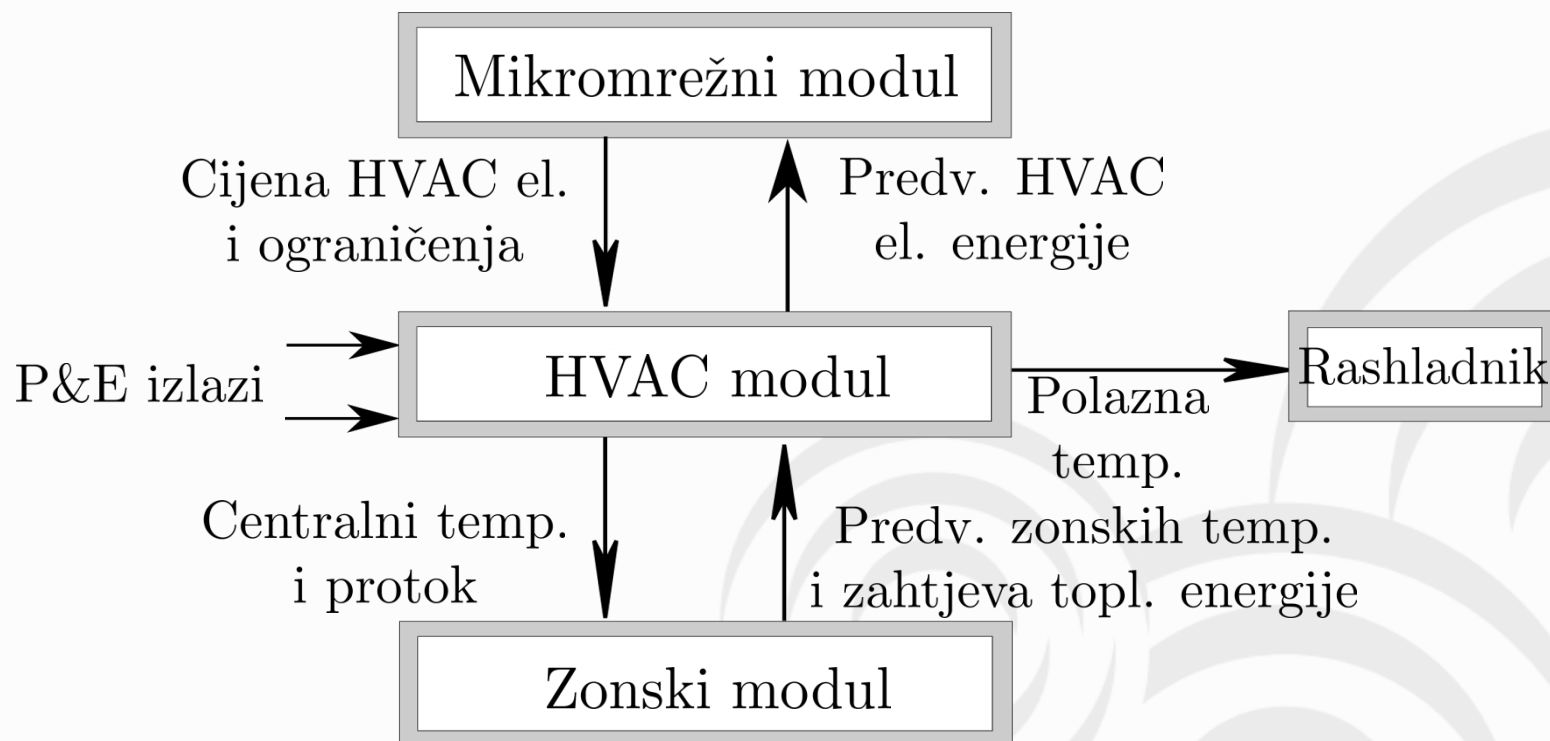 Mikromrežni modul
Cijena HVAC el.
i ograničenja
Predv. HVAC
el. energije
P&E izlazi
HVAC modul
Polazna
temp.
Rashladnik
Centralni temp.
i protok
Predv. zonskih temp.
i zahtjeva topl. energije
Zonski modul